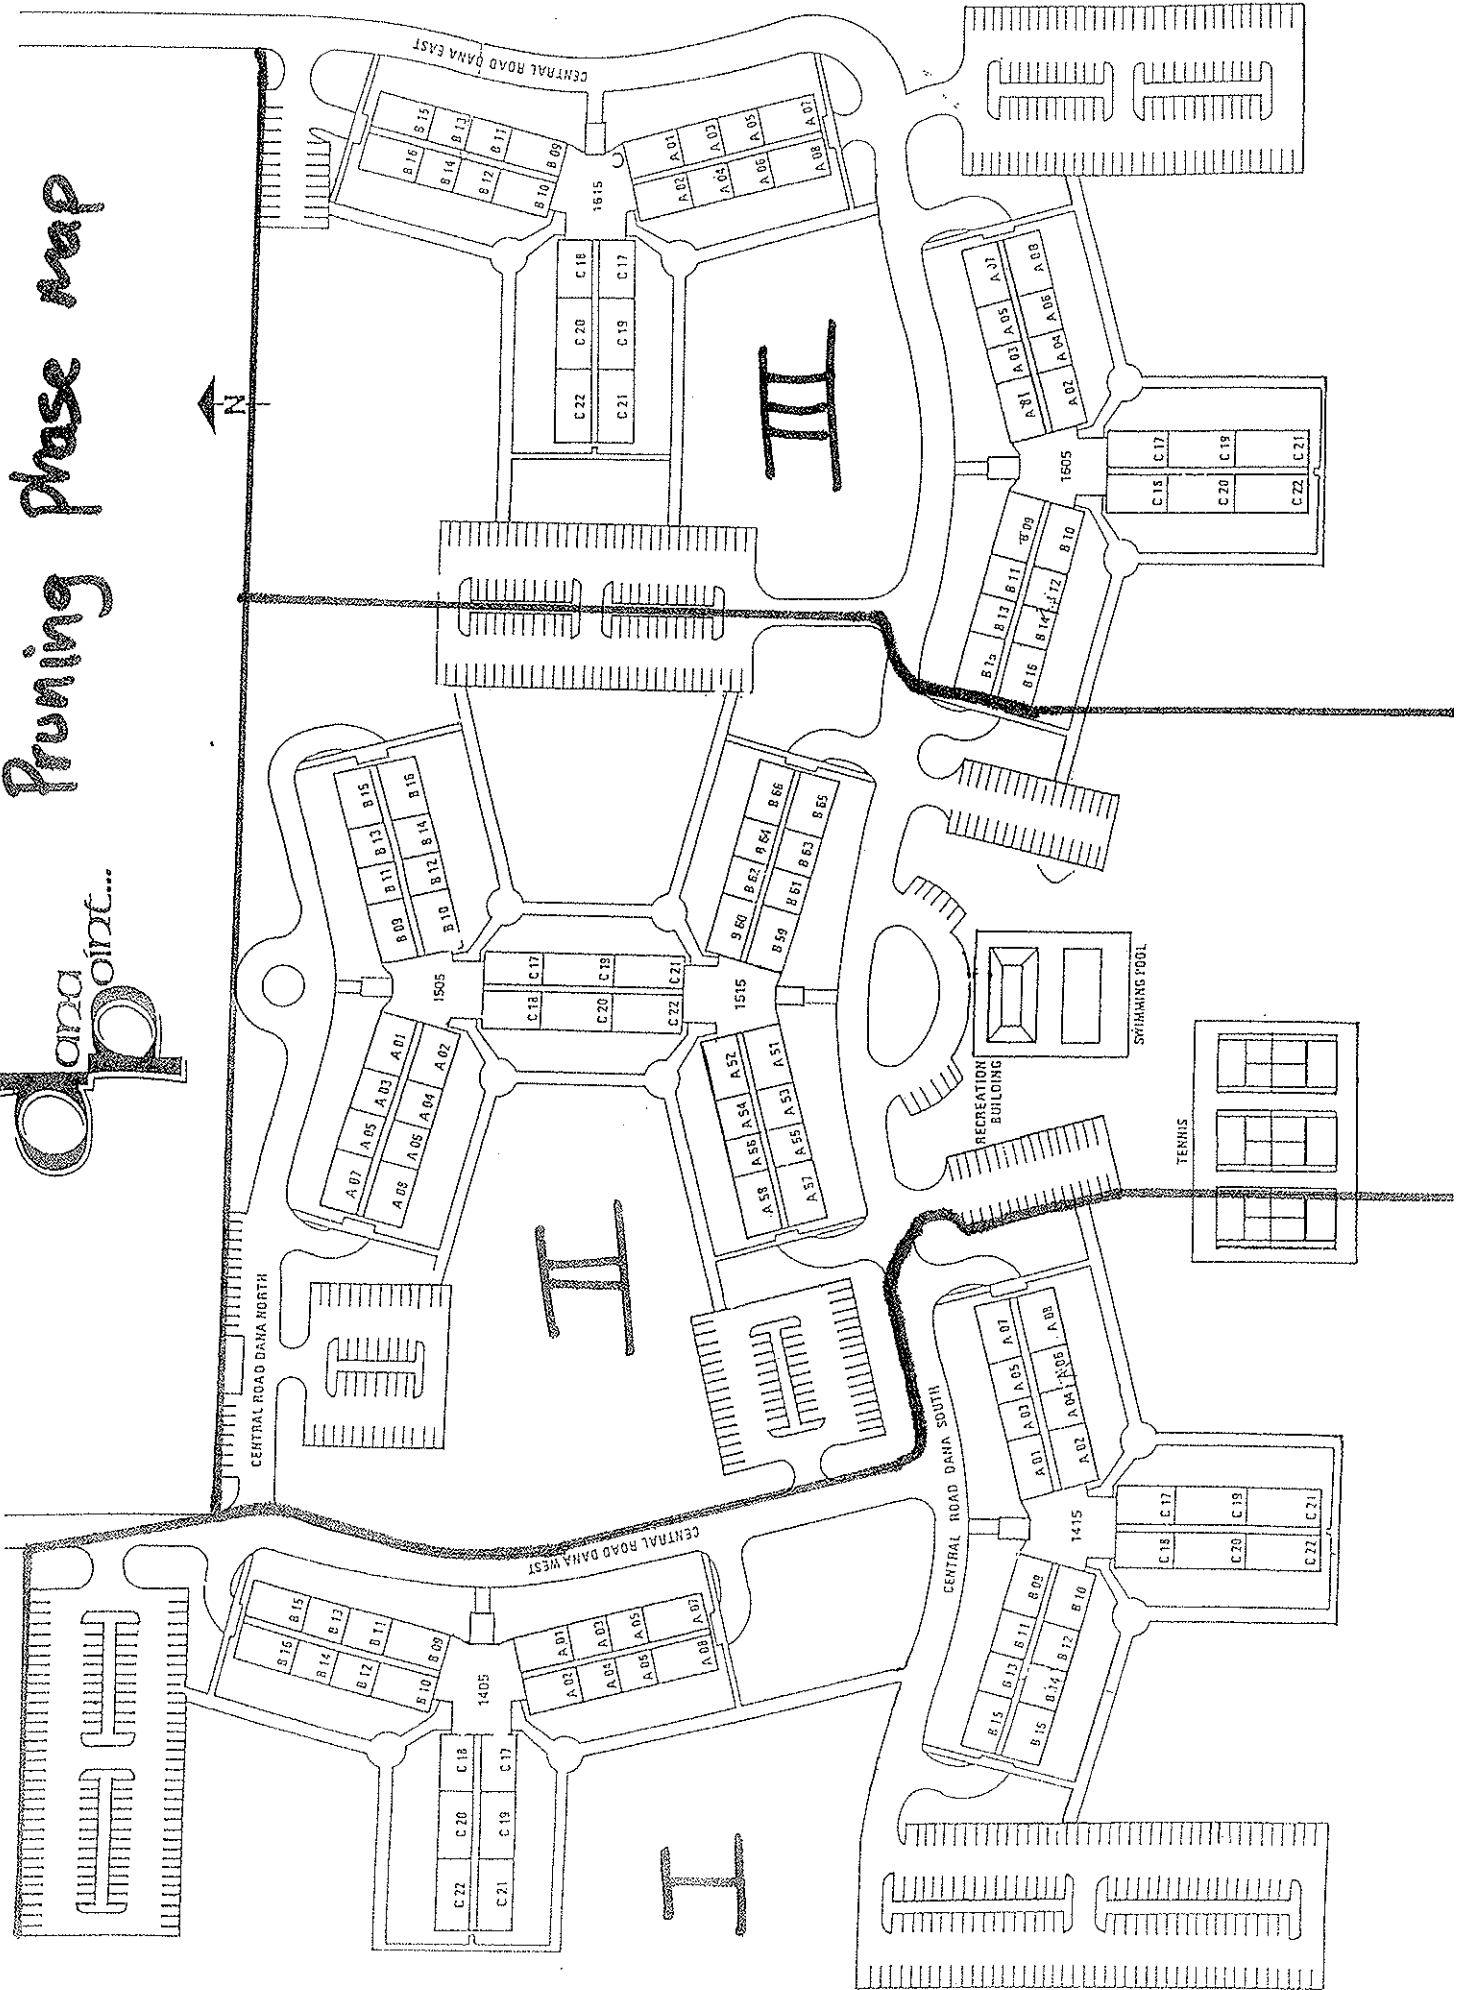 Dana
Point...
Pruning Phase map
N
CENTRAL ROAD DANA NORTH
CENTRAL ROAD DANA WEST
CENTRAL ROAD DANA SOUTH
CENTRAL ROAD DANA EAST
I
II
III
1405
B 15
B 13
B 11
B 09
B 16
B 14
B 12
B 10
A 01
A 03
A 05
A 07
A 02
A 04
A 06
A 08
C 22
C 20
C 18
C 21
C 19
C 17
1505
A 07
A 05
A 03
A 01
A 08
A 06
A 04
A 02
B 09
B 11
B 13
B 15
B 10
B 12
B 14
B 16
C 18
C 17
C 20
C 19
C 22
C 21
1515
A 58
A 56
A 54
A 52
A 57
A 55
A 53
A 51
B 60
B 62
B 64
B 66
B 59
B 61
B 63
B 65
1615
B 15
B 13
B 11
B 09
B 16
B 14
B 12
B 10
A 01
A 03
A 05
A 07
A 02
A 04
A 06
A 08
C 22
C 20
C 18
C 21
C 19
C 17
1415
B 15
B 13
B 11
B 09
B 14
B 12
B 10
A 01
A 03
A 05
A 07
A 02
A 04
A 06
A 08
C 18
C 17
C 20
C 19
C 22
C 21
RECREATION
BUILDING
SWIMMING POOL
TENNIS
1605
B 15
B 13
B 11
B 09
B 16
B 14
B 12
B 10
A 01
A 03
A 05
A 07
A 02
A 04
A 06
A 08
C 18
C 17
C 20
C 19
C 22
C 21